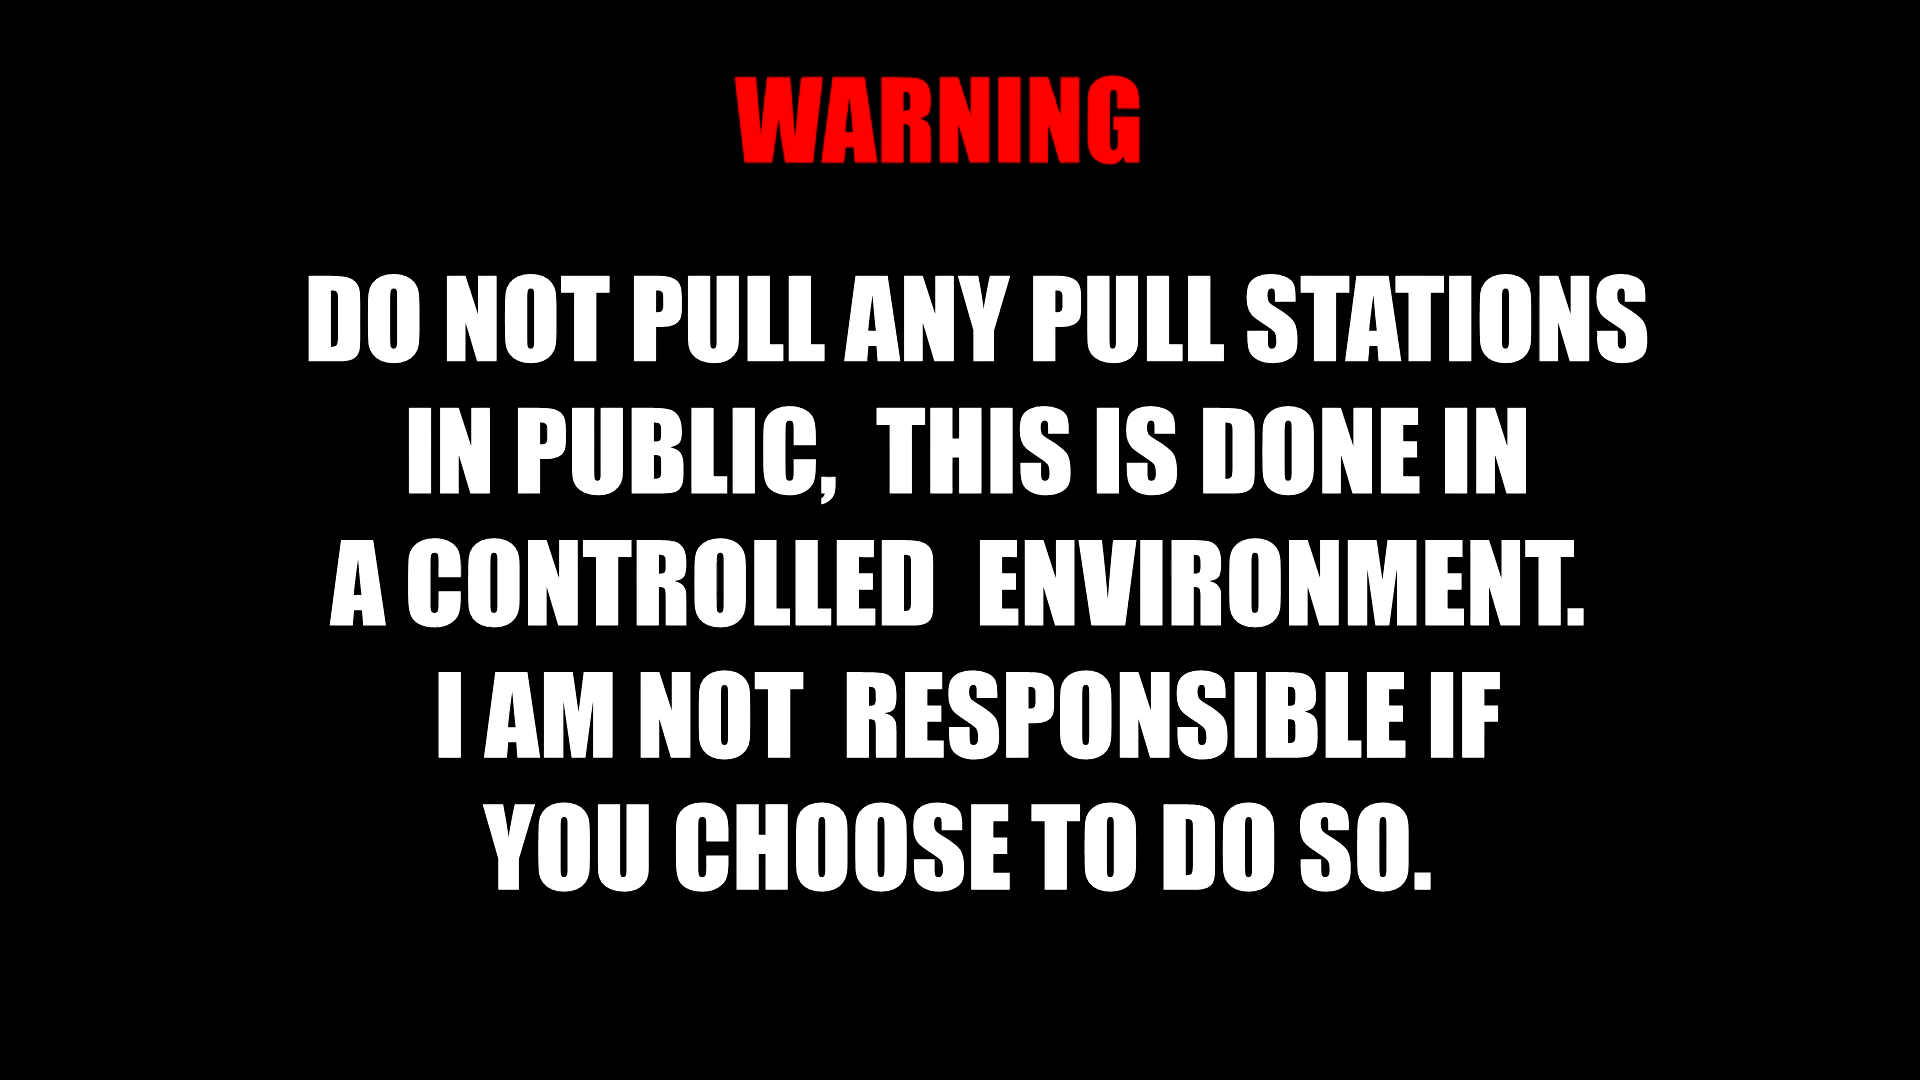 WARNING
DO NOT PULL ANY PULL STATIONS
IN PUBLIC,  THIS IS DONE IN
A CONTROLLED  ENVIRONMENT.
I AM NOT  RESPONSIBLE IF
YOU CHOOSE TO DO SO.